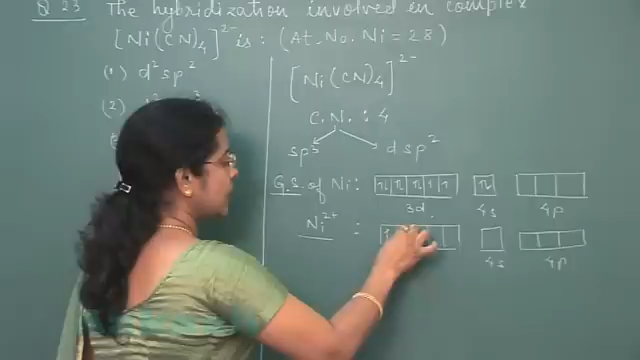 Q 23 The hybridization involved in complex
[Ni(CN)4]2- is : (At. No. Ni = 28)
(1) d2sp2
(2)
[Ni(CN)4]2-
C.N. : 4
sp3 dsp2
G.S. of Ni :
3d 4s 4p
Ni2+ :
4s 4p